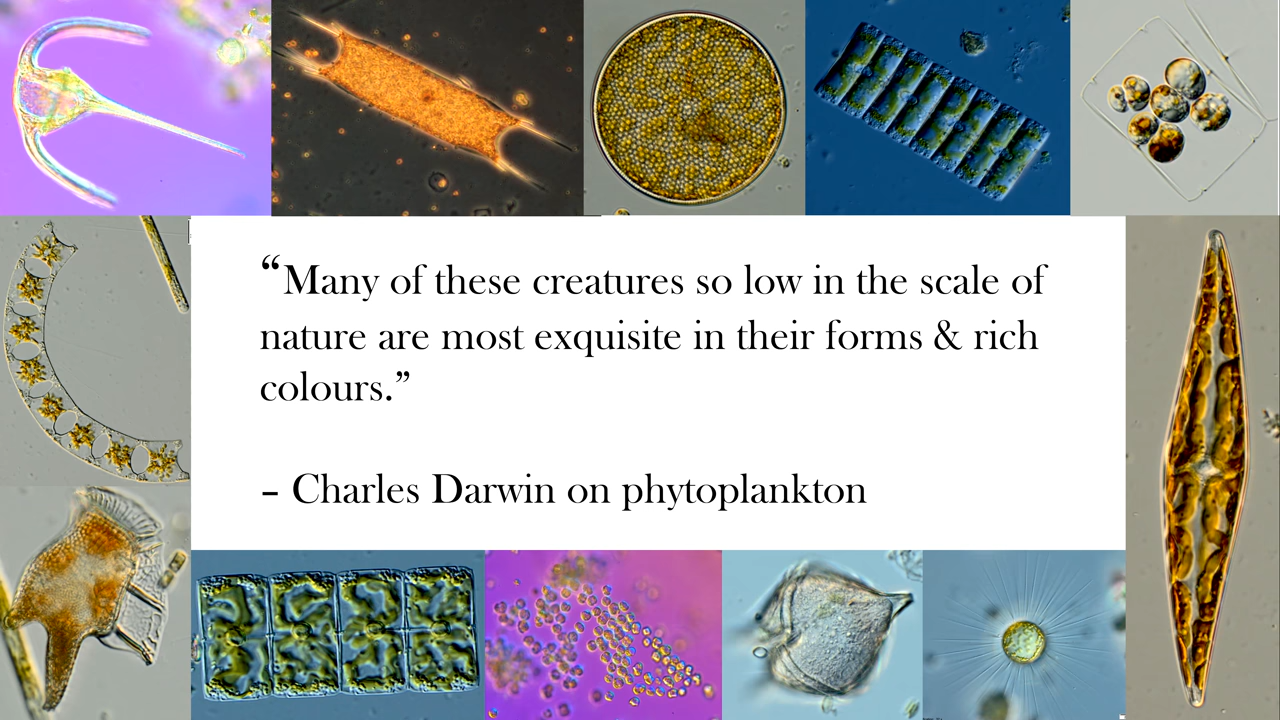 “Many of these creatures so low in the scale of
nature are most exquisite in their forms & rich
colours.”
– Charles Darwin on phytoplankton